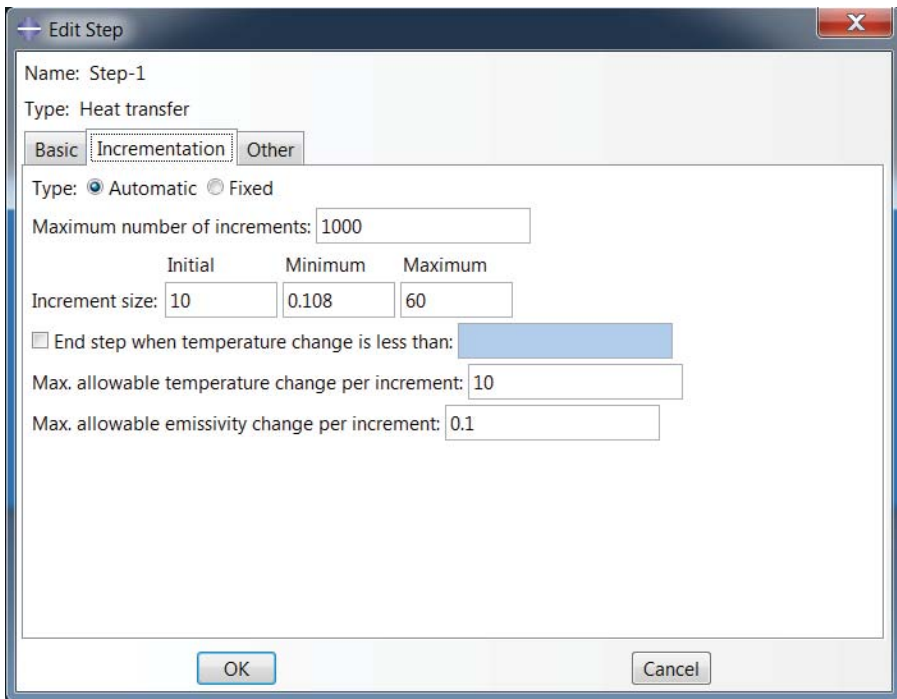 Edit Step
X
Name: Step-1
Type: Heat transfer
Basic Incrementation Other
Type: Automatic Fixed
Maximum number of increments: 1000
Initial Minimum Maximum
Increment size: 10 0.108 60
End step when temperature change is less than:
Max. allowable temperature change per increment: 10
Max. allowable emissivity change per increment: 0.1
OK Cancel